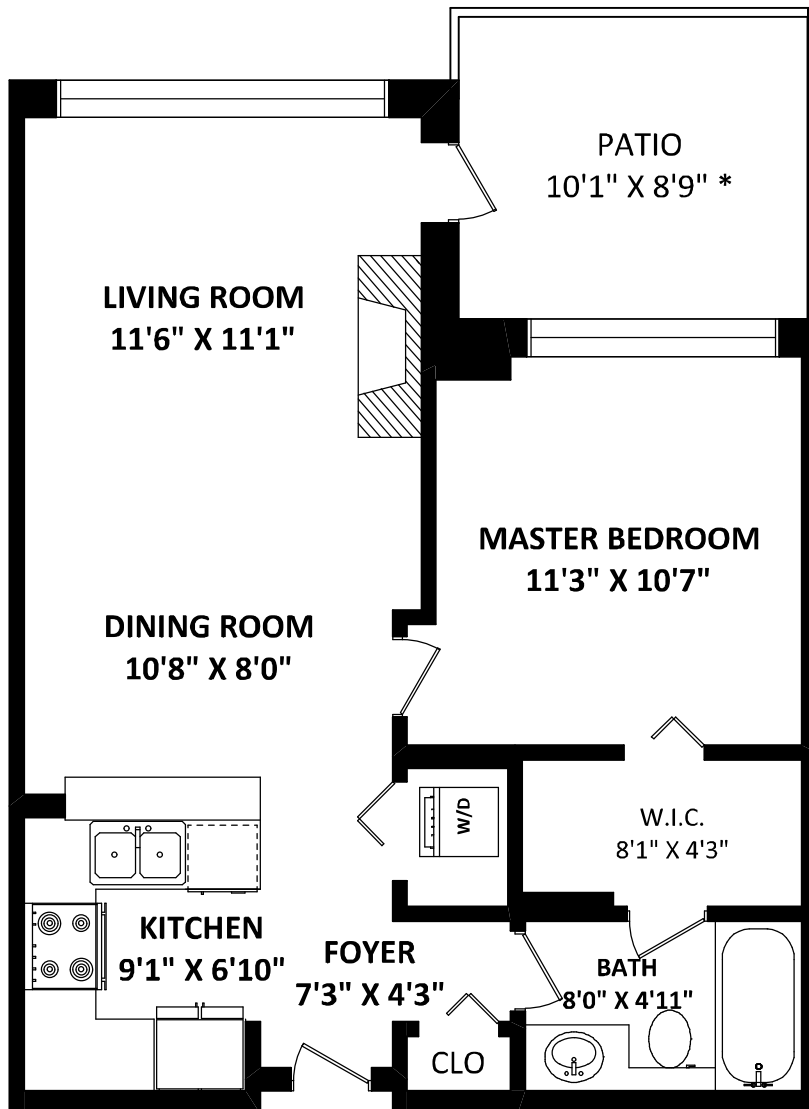 PATIO
10'1" X 8'9" *
LIVING ROOM
11'6" X 11'1"
MASTER BEDROOM
11'3" X 10'7"
DINING ROOM
10'8" X 8'0"
W/D
W.I.C.
8'1" X 4'3"
KITCHEN
9'1" X 6'10"
FOYER
7'3" X 4'3"
BATH
8'0" X 4'11"
CLO